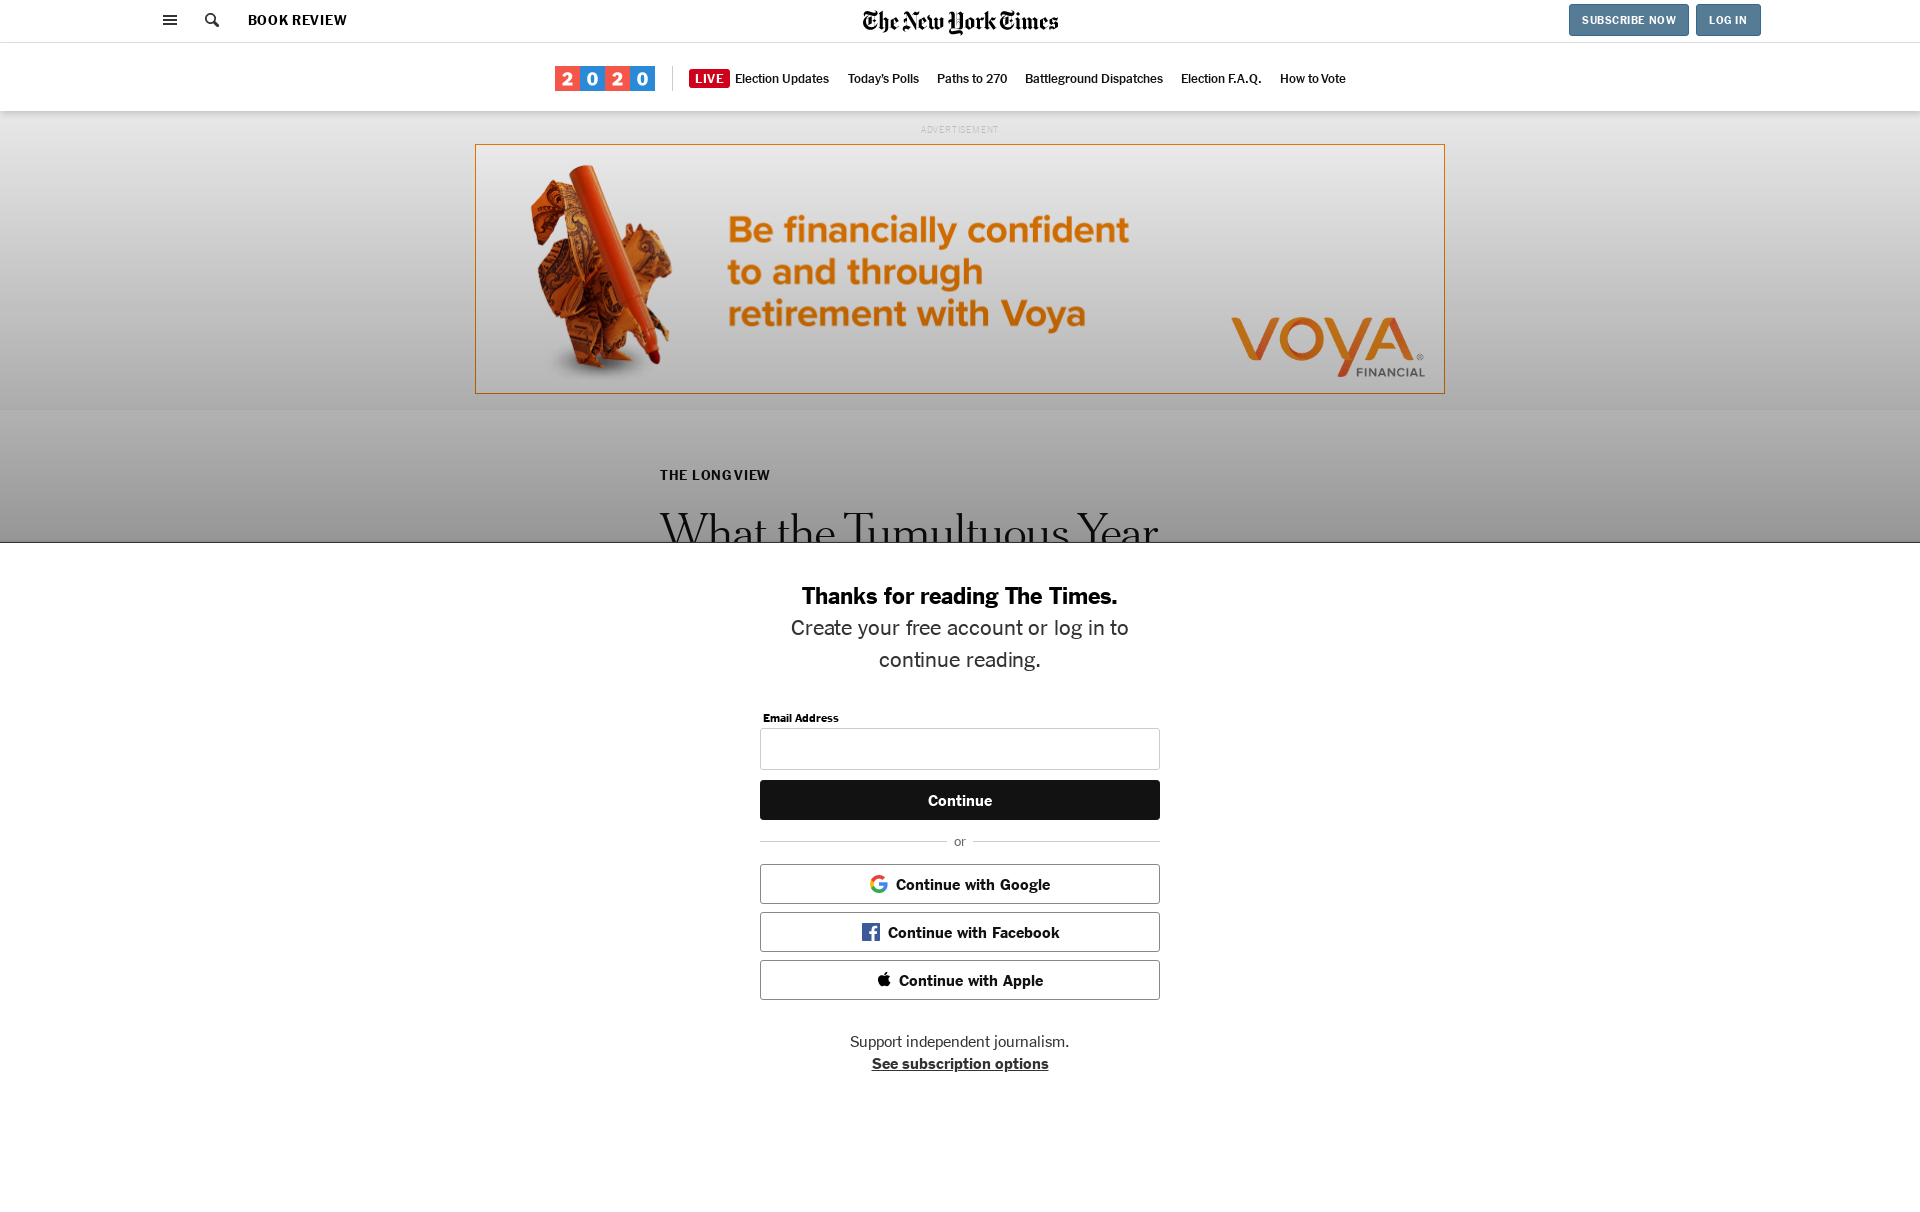 BOOK REVIEW
The New York Times
SUBSCRIBE NOW
LOG IN
2020
LIVE Election Updates
Today's Polls
Paths to 270
Battleground Dispatches
Election F.A.Q.
How to Vote
ADVERTISEMENT
Be financially confident
to and through
retirement with Voya
VOYA®
FINANCIAL
THE LONG VIEW
What the Tumultuous Year
Thanks for reading The Times.
Create your free account or log in to
continue reading.
Email Address
Continue
or
Continue with Google
Continue with Facebook
Continue with Apple
Support independent journalism.
See subscription options